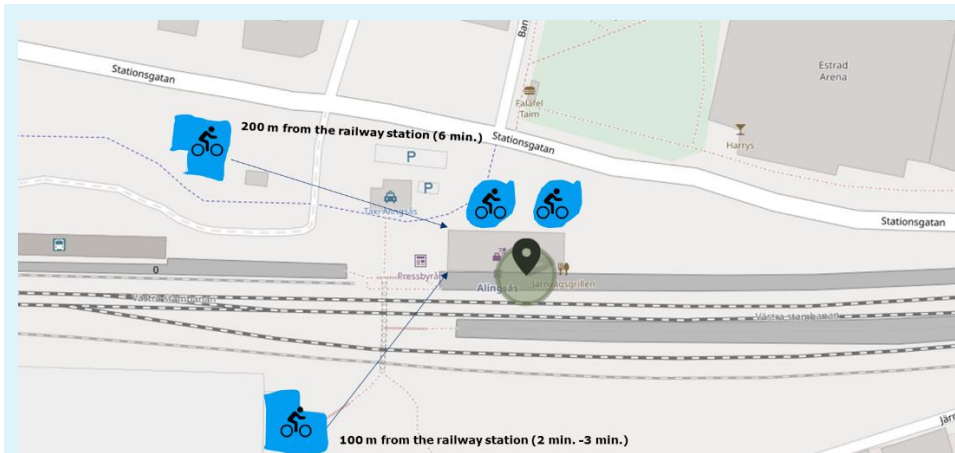 Stationsgatan
Estrad
Arena
Falafel
Taim
200 m from the railway station (6 min.)
Stationsgatan
Harrys
P
P
Taxi Alingsås
Stationsgatan
Pressbyrån
Alingsås
Järnvägsgrillen
0
Västra stambanan
Västra stambanan
100 m from the railway station (2 min. -3 min.)